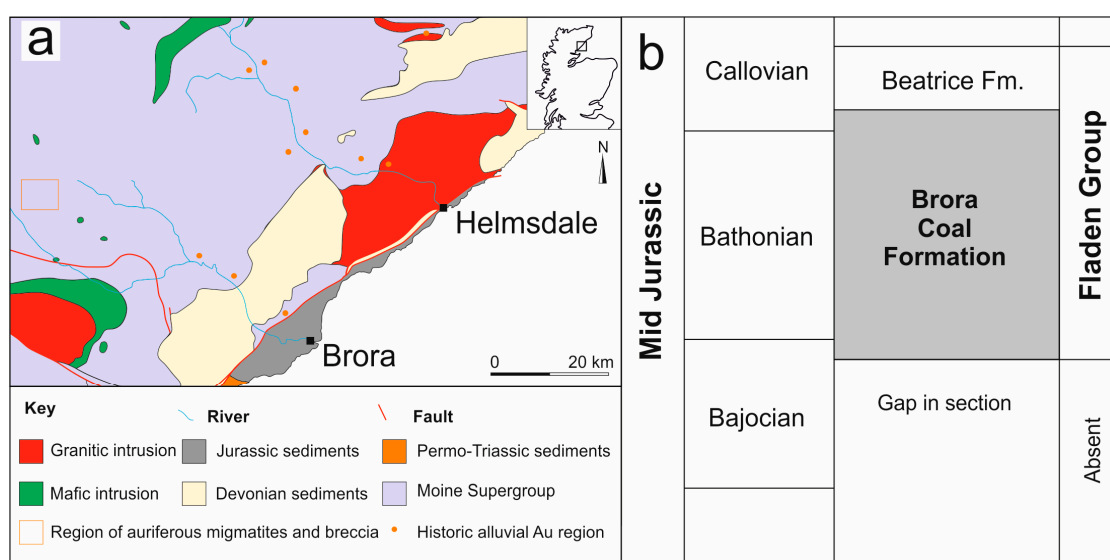 a
N
Helmsdale
Brora
0 20 km
Key
River
Fault
Granitic intrusion
Jurassic sediments
Permo-Triassic sediments
Mafic intrusion
Devonian sediments
Moine Supergroup
Region of auriferous migmatites and breccia
Historic alluvial Au region
b
Mid Jurassic
Callovian
Bathonian
Bajocian
Beatrice Fm.
Brora
Coal
Formation
Gap in section
Fladen Group
Absent